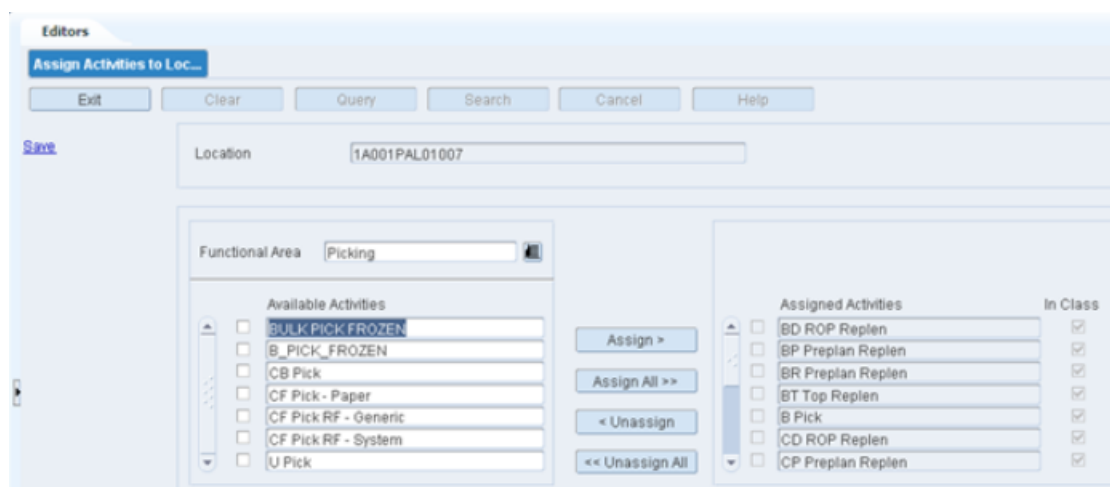 Editors
Assign Activities to Loc...
Exit Clear Query Search Cancel Help
Save
Location 1A001PAL01007
Functional Area Picking
Available Activities
BULK PICK FROZEN
B_PICK_FROZEN
CB Pick
CF Pick - Paper
CF Pick RF - Generic
CF Pick RF - System
U Pick
Assign >
Assign All >>
< Unassign
<< Unassign All
Assigned Activities In Class
BD ROP Replen
BP Preplan Replen
BR Preplan Replen
BT Top Replen
B Pick
CD ROP Replen
CP Preplan Replen